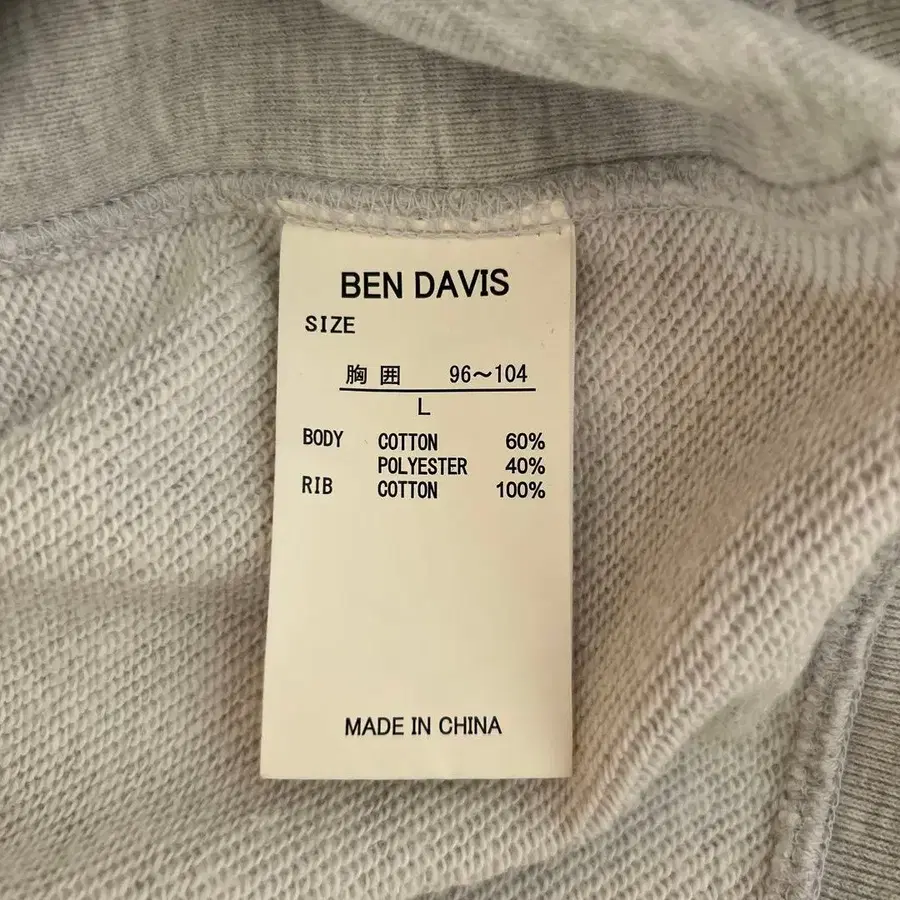 BEN DAVIS
SIZE
胸囲 96〜104
L
BODY COTTON 60%
POLYESTER 40%
RIB COTTON 100%
MADE IN CHINA